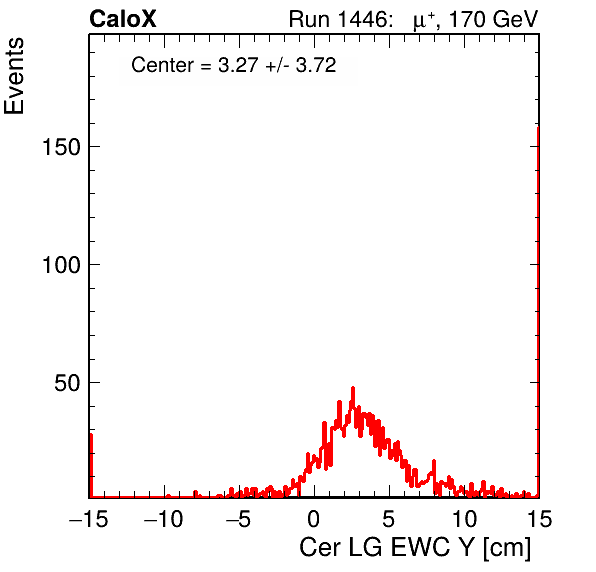 CaloX
Run 1446: μ⁺, 170 GeV
Events
Center = 3.27 +/- 3.72
150
100
50
−15 −10 −5 0 5 10 15
Cer LG EWC Y [cm]